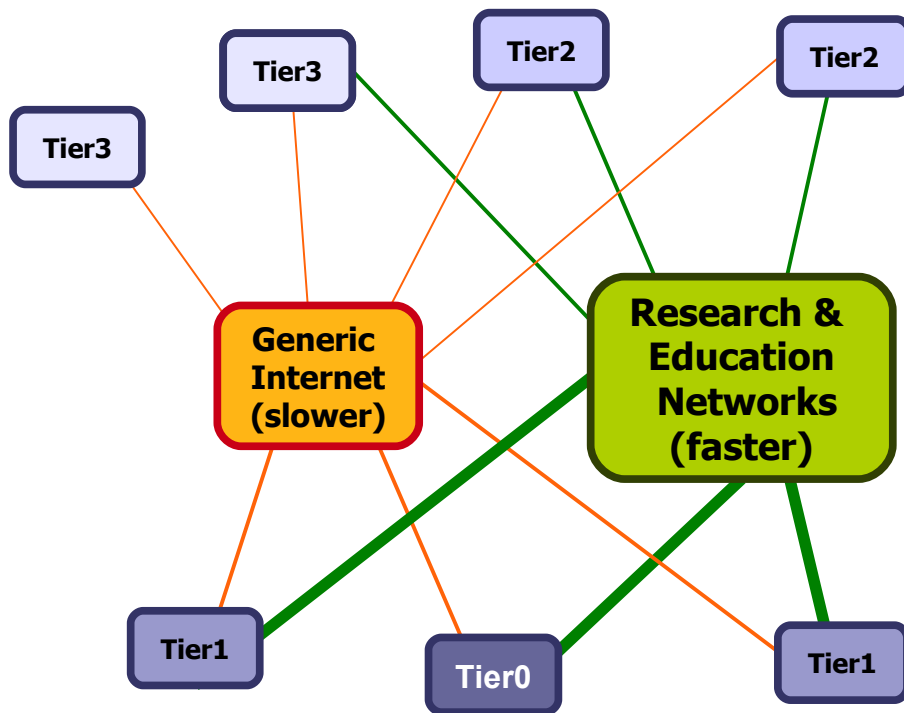 Tier3
Tier2
Tier2
Tier3
Generic
Internet
(slower)
Research &
Education
Networks
(faster)
Tier1
Tier0
Tier1